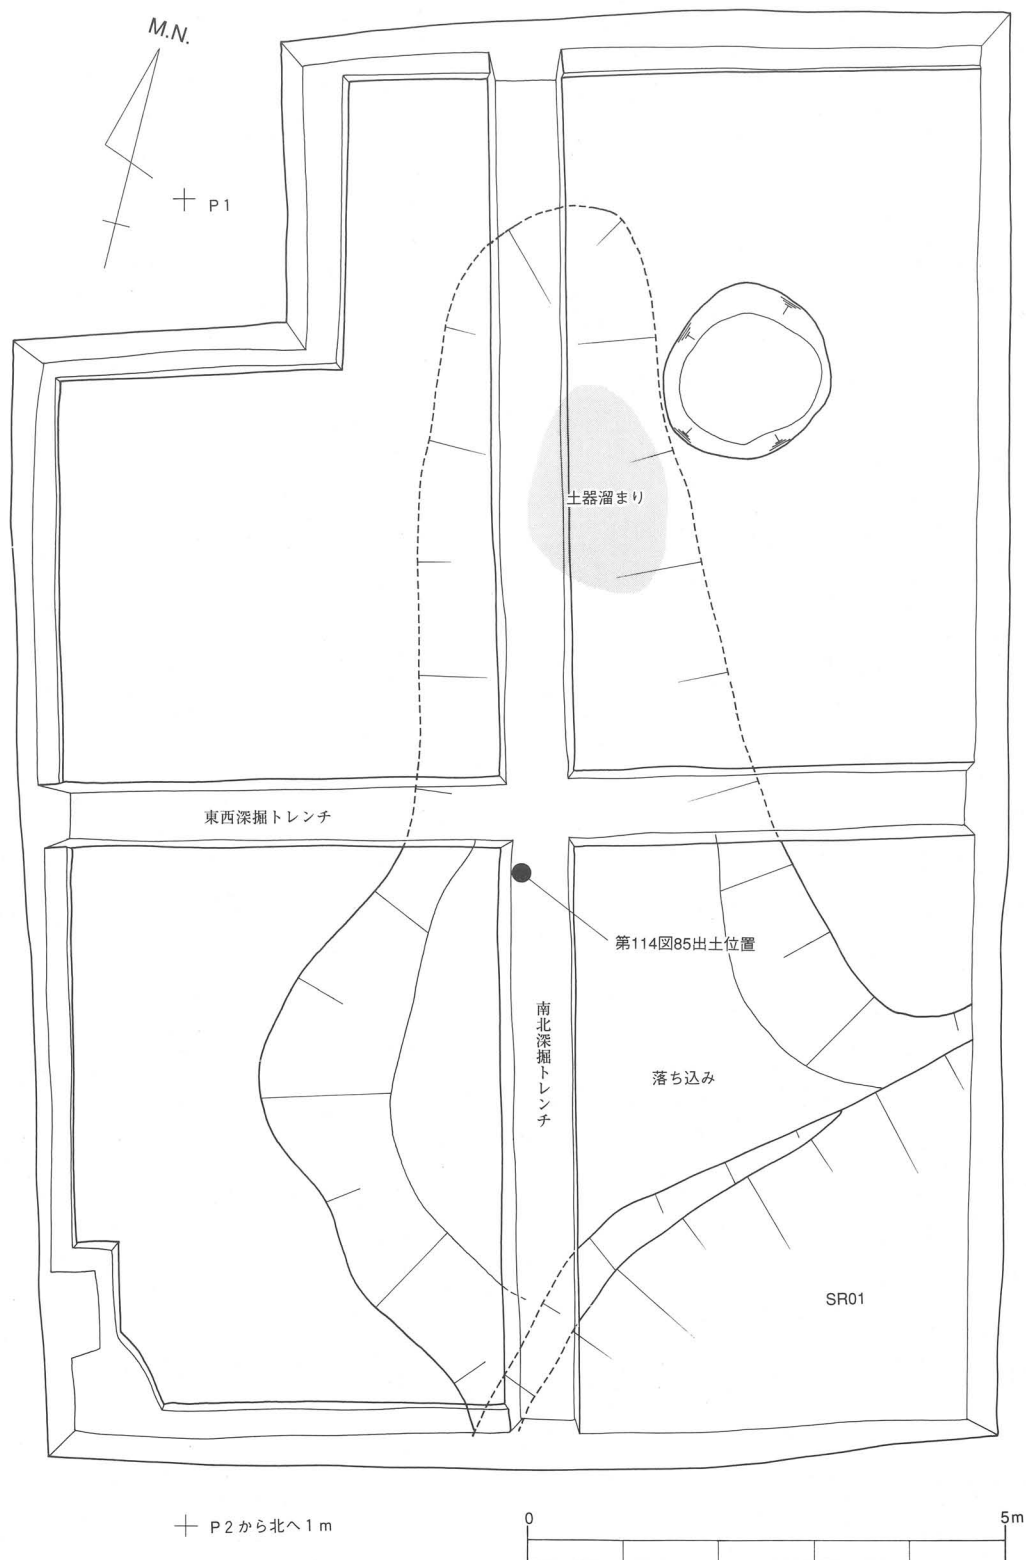 M.N.
P1
土器溜まり
東西深掘トレンチ
第114図85出土位置
南北深掘トレンチ
落ち込み
SR01
P2から北へ1m
0
5m